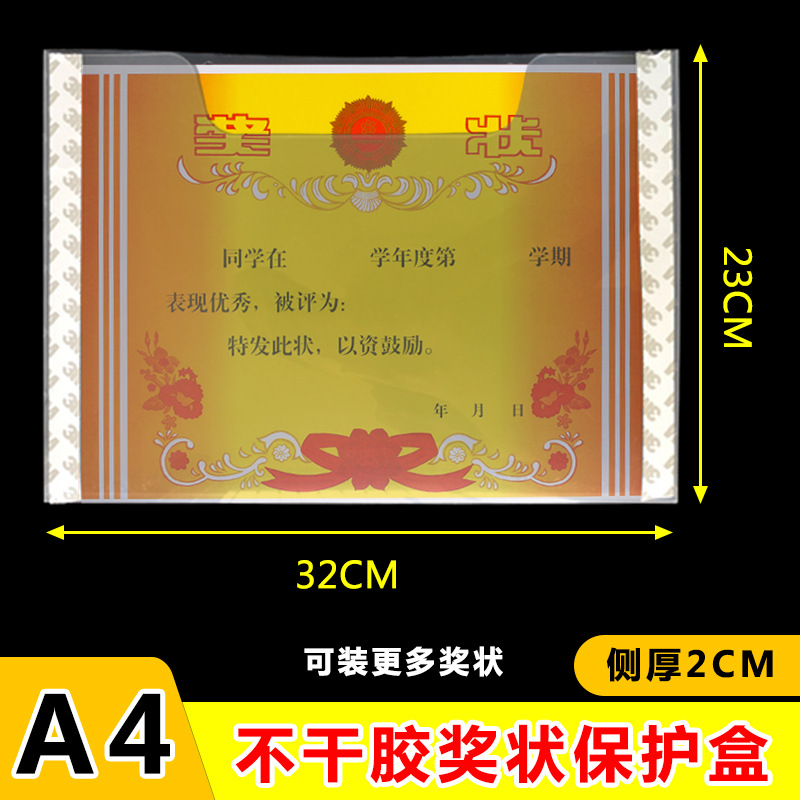 奖 状
同学在 学年度第 学期
表现优秀，被评为：
特发此状，以资鼓励。
年 月 日
23CM
32CM
可装更多奖状
侧厚2CM
A4
不干胶奖状保护盒